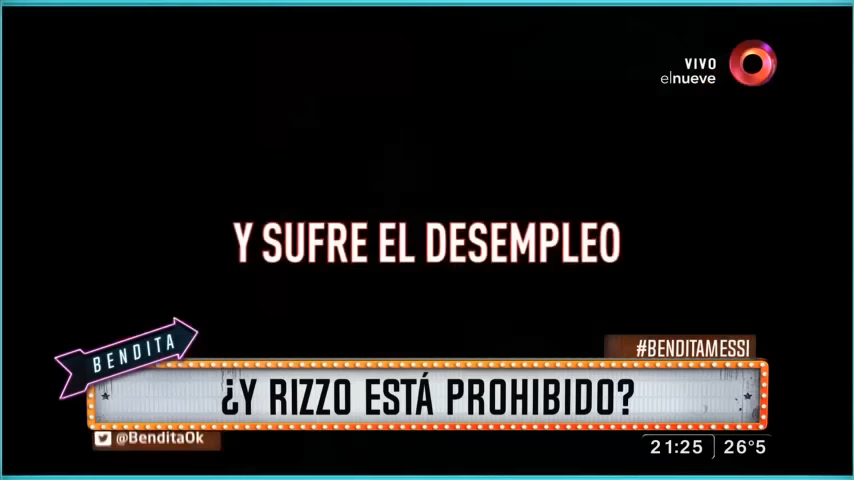 VIVO
elnueve
Y SUFRE EL DESEMPLEO
BENDITA
#BENDITAMESSI
¿Y RIZZO ESTÁ PROHIBIDO?
@BenditaOk
21:25 26°5